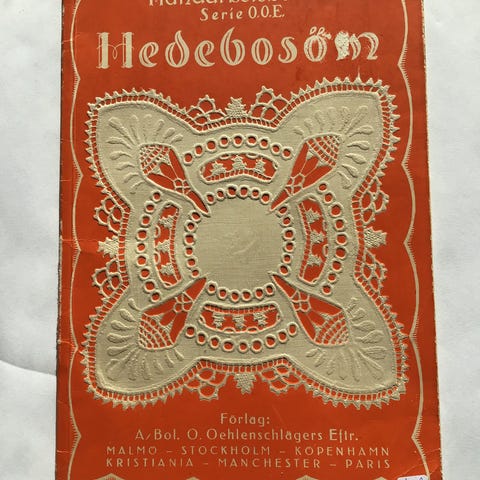 Serie O.O.E.
Hedebosöm
Förlag:
A/Bol. O. Oehlenschlägers Eftr.
MALMÖ – STOCKHOLM – KÖPENHAMN
KRISTIANIA – MANCHESTER – PARIS